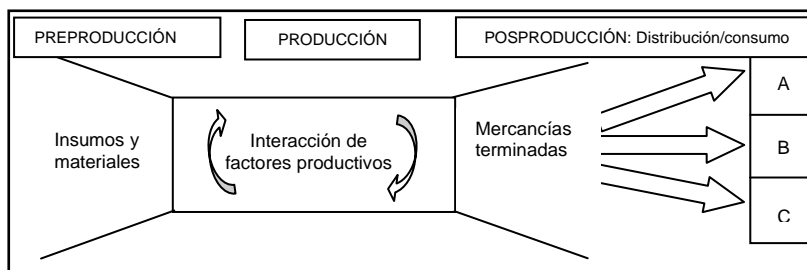 PREPRODUCCIÓN
PRODUCCIÓN
POSPRODUCCIÓN: Distribución/consumo
Insumos y
materiales
Interacción de
factores productivos
Mercancías
terminadas
A
B
C